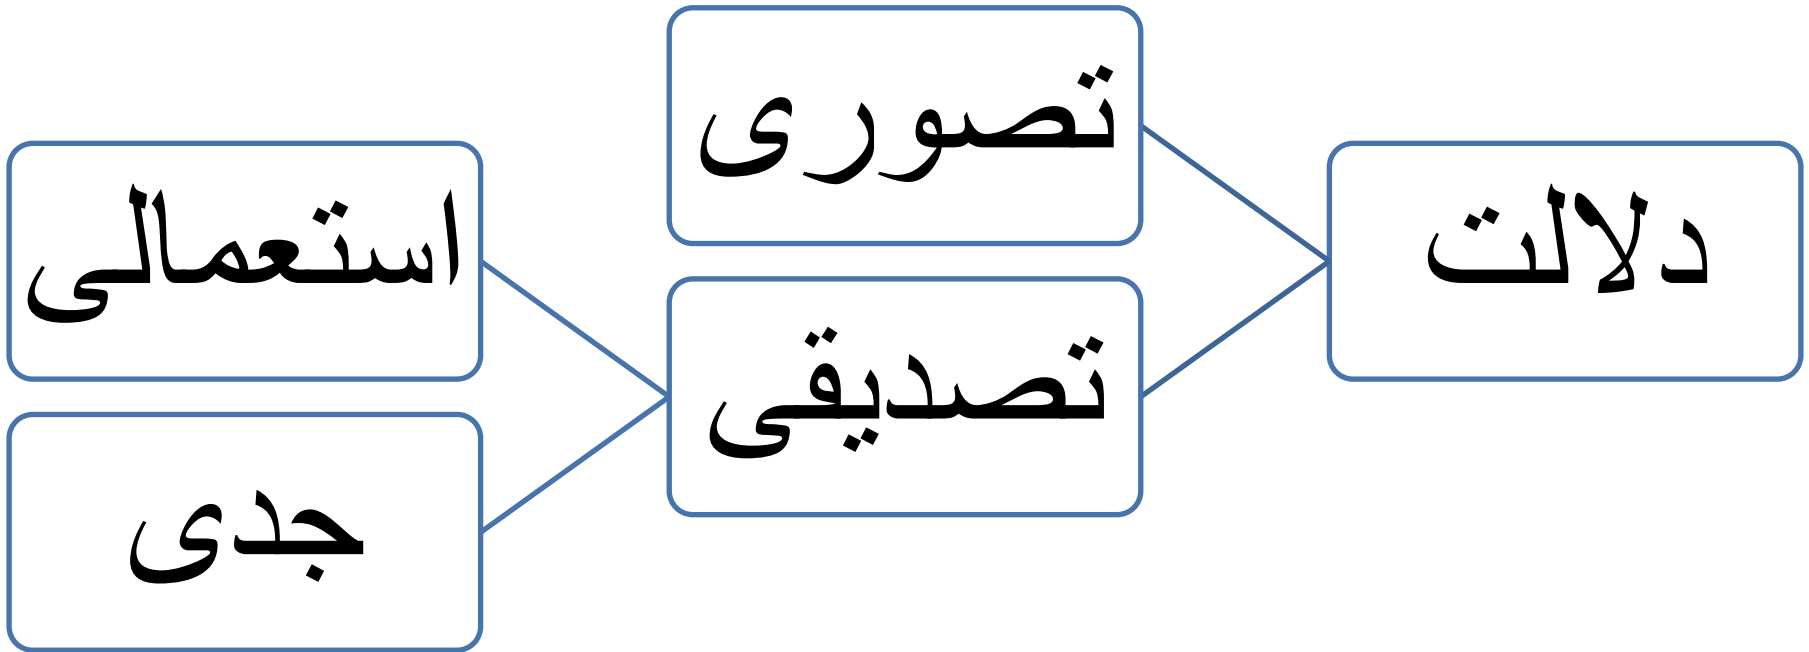 دلالت
تصوری
تصدیقی
استعمالی
جدی